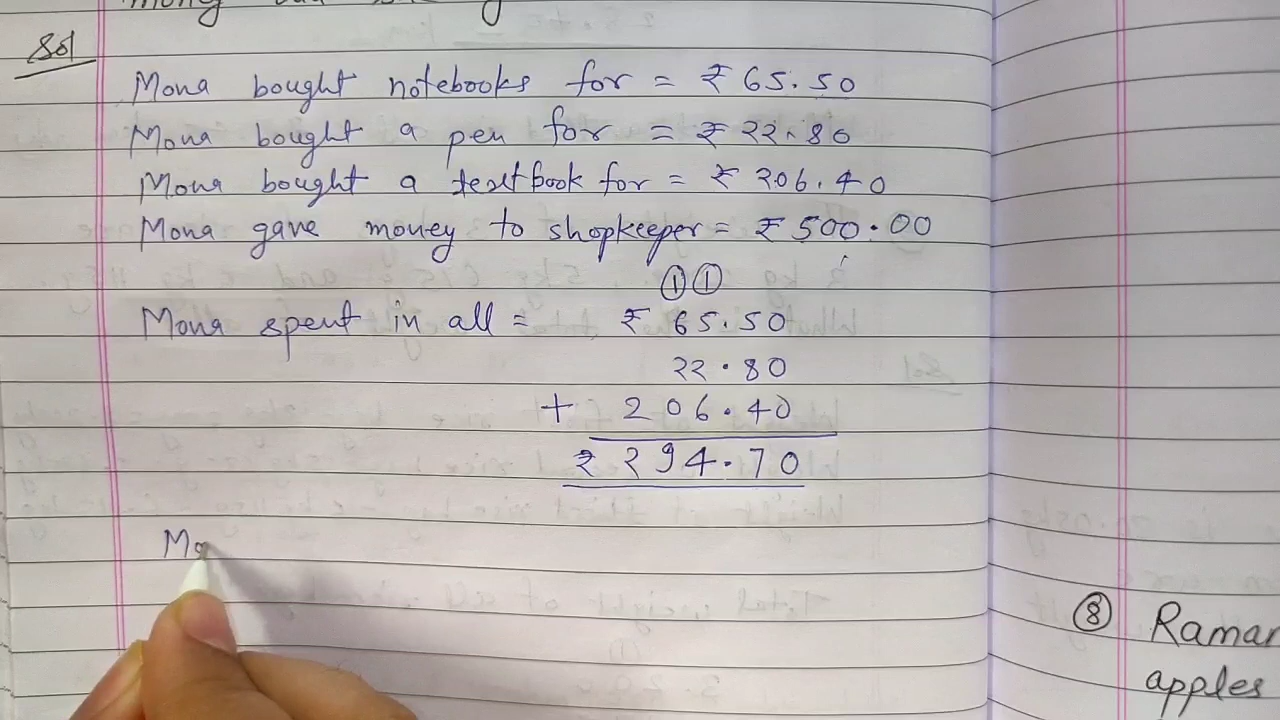 Sol
Mona bought notebooks for = ₹ 65.50
Mona bought a pen for = ₹ 22.80
Mona bought a textbook for = ₹ 206.40
Mona gave money to shopkeeper = ₹ 500.00
① ①
Mona spent in all = ₹ 65.50
22.80
+ 206.40
₹ 294.70
Mo
⑧ Raman
apples